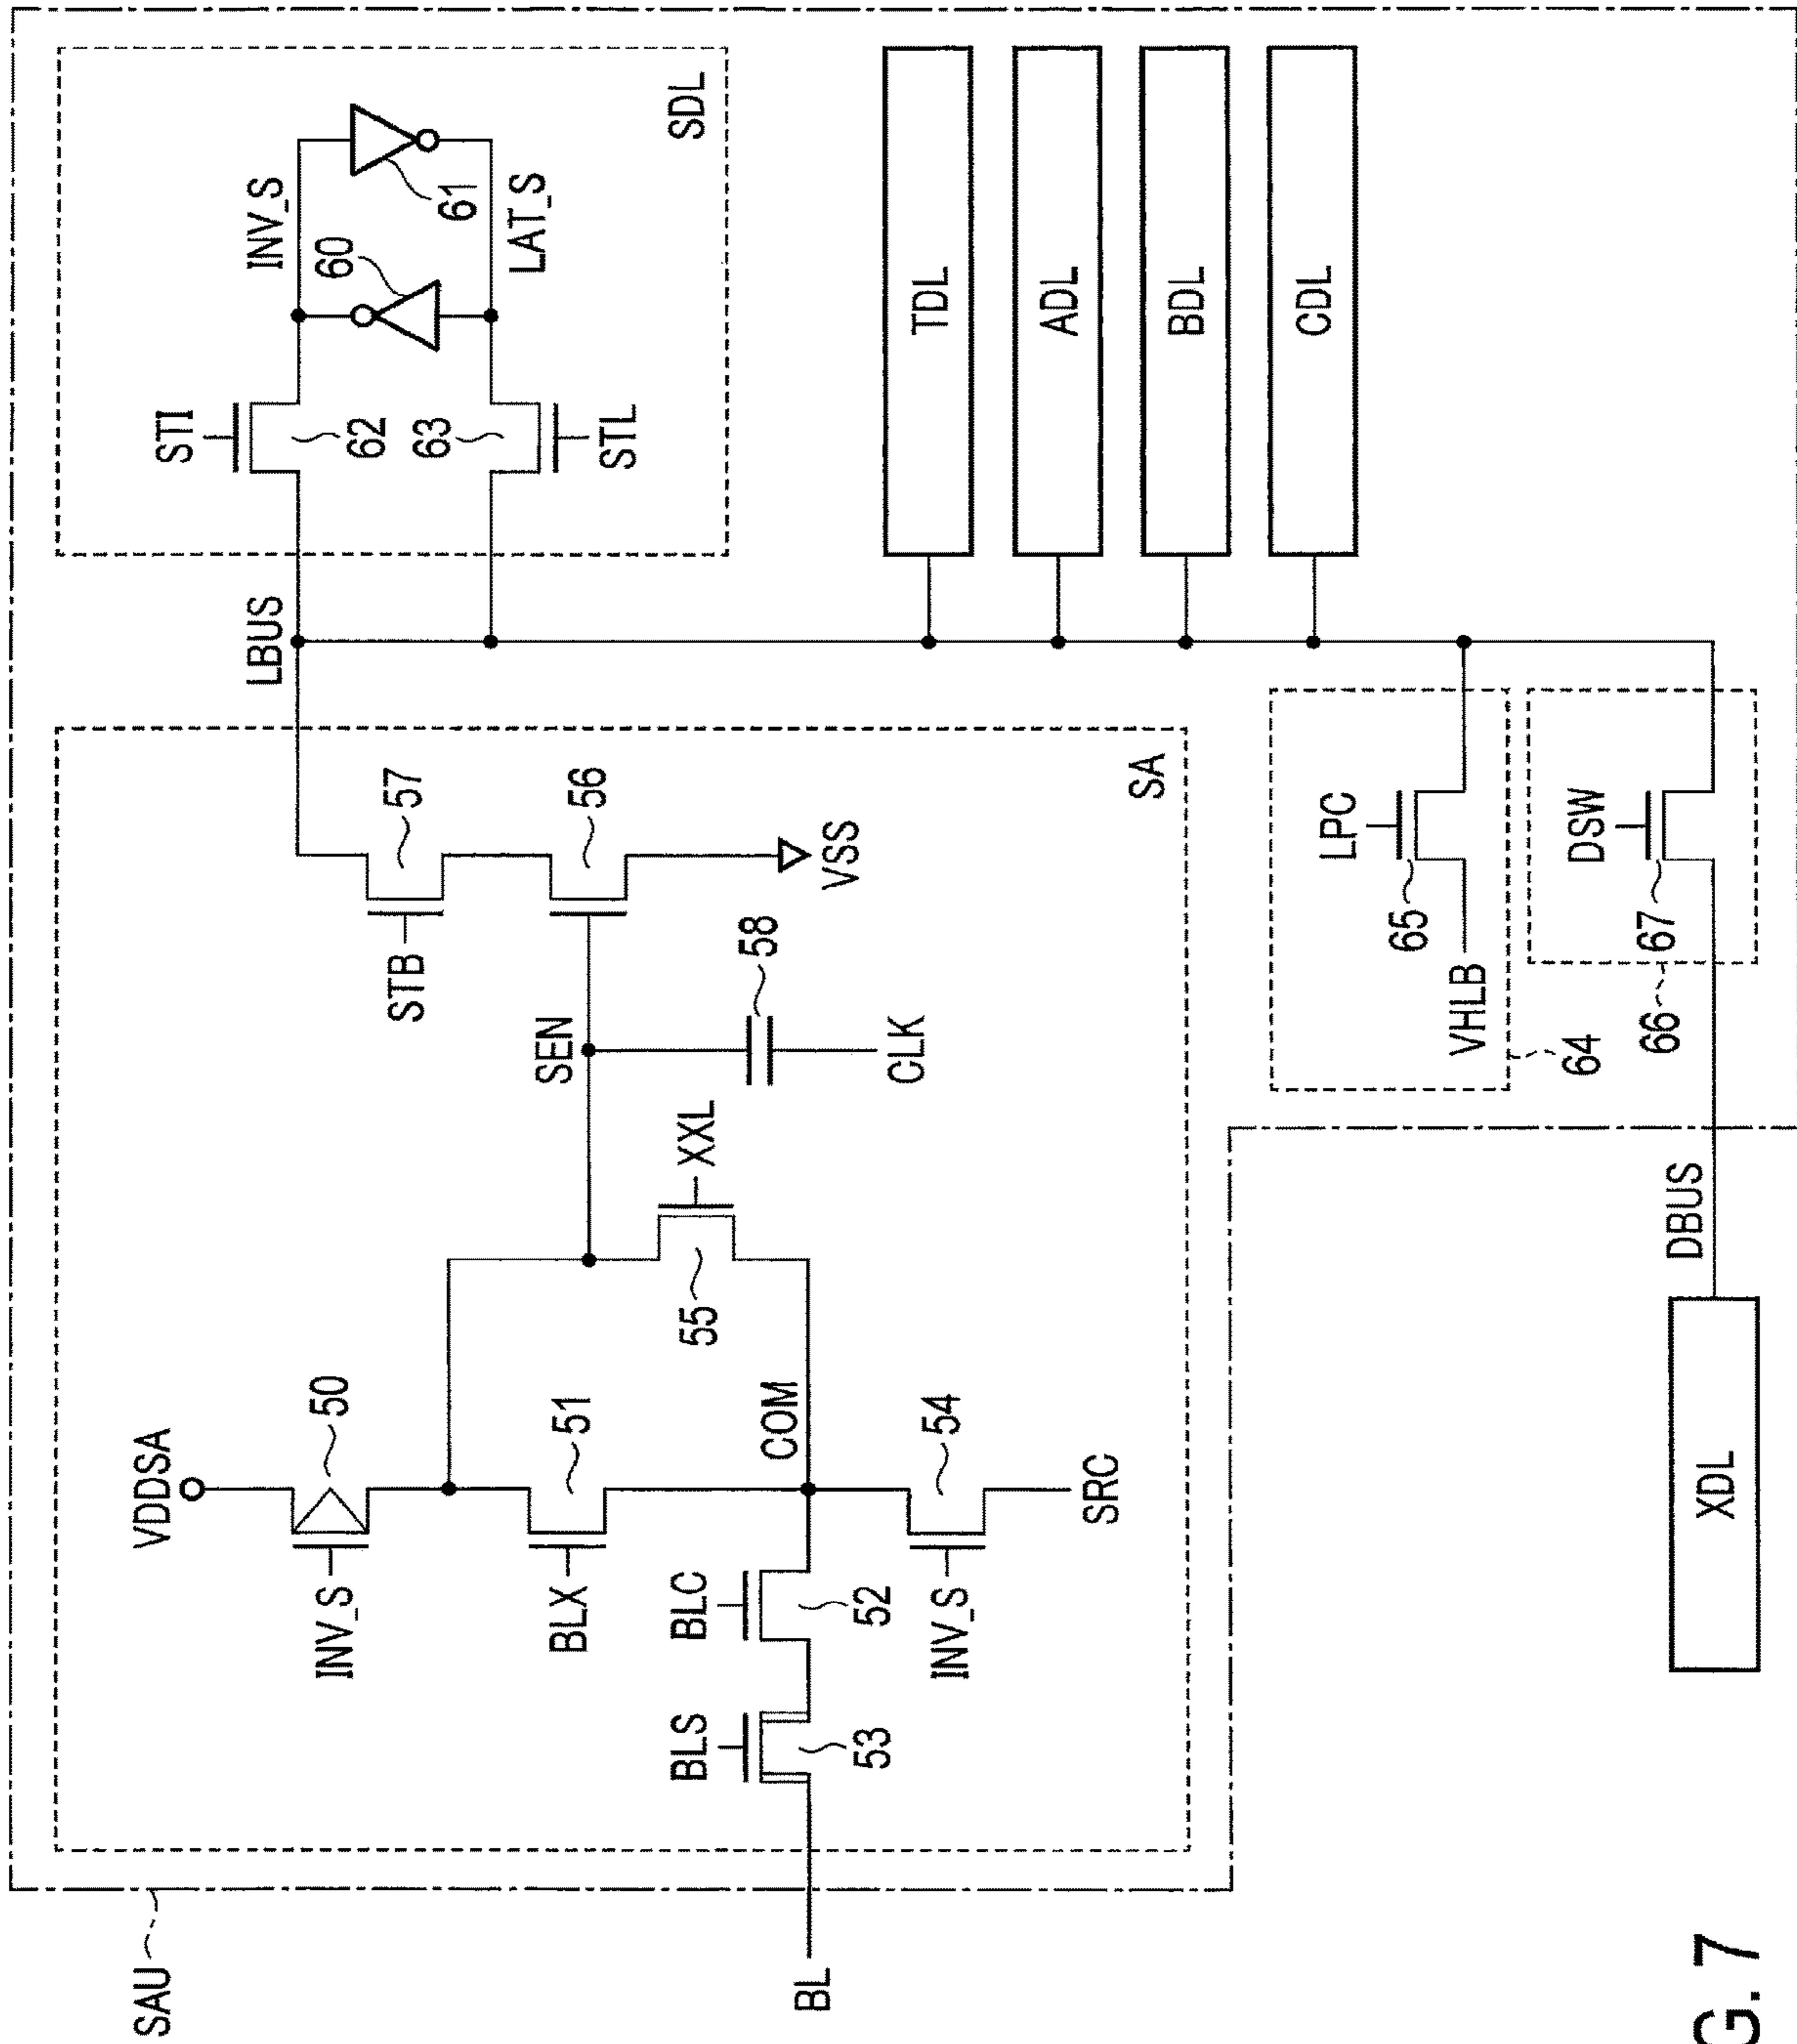 SAU
BL
SA
VDDSA
INV_S
50
BLX
51
COM
BLS
53
BLC
52
INV_S
54
SRC
XXL
55
SEN
58
CLK
STB
57
56
VSS
LBUS
SDL
STI
62
63
STL
INV_S
60
61
LAT_S
TDL
ADL
BDL
CDL
LPC
65
VHLB
64
DSW
67
66
DBUS
XDL
G. 7